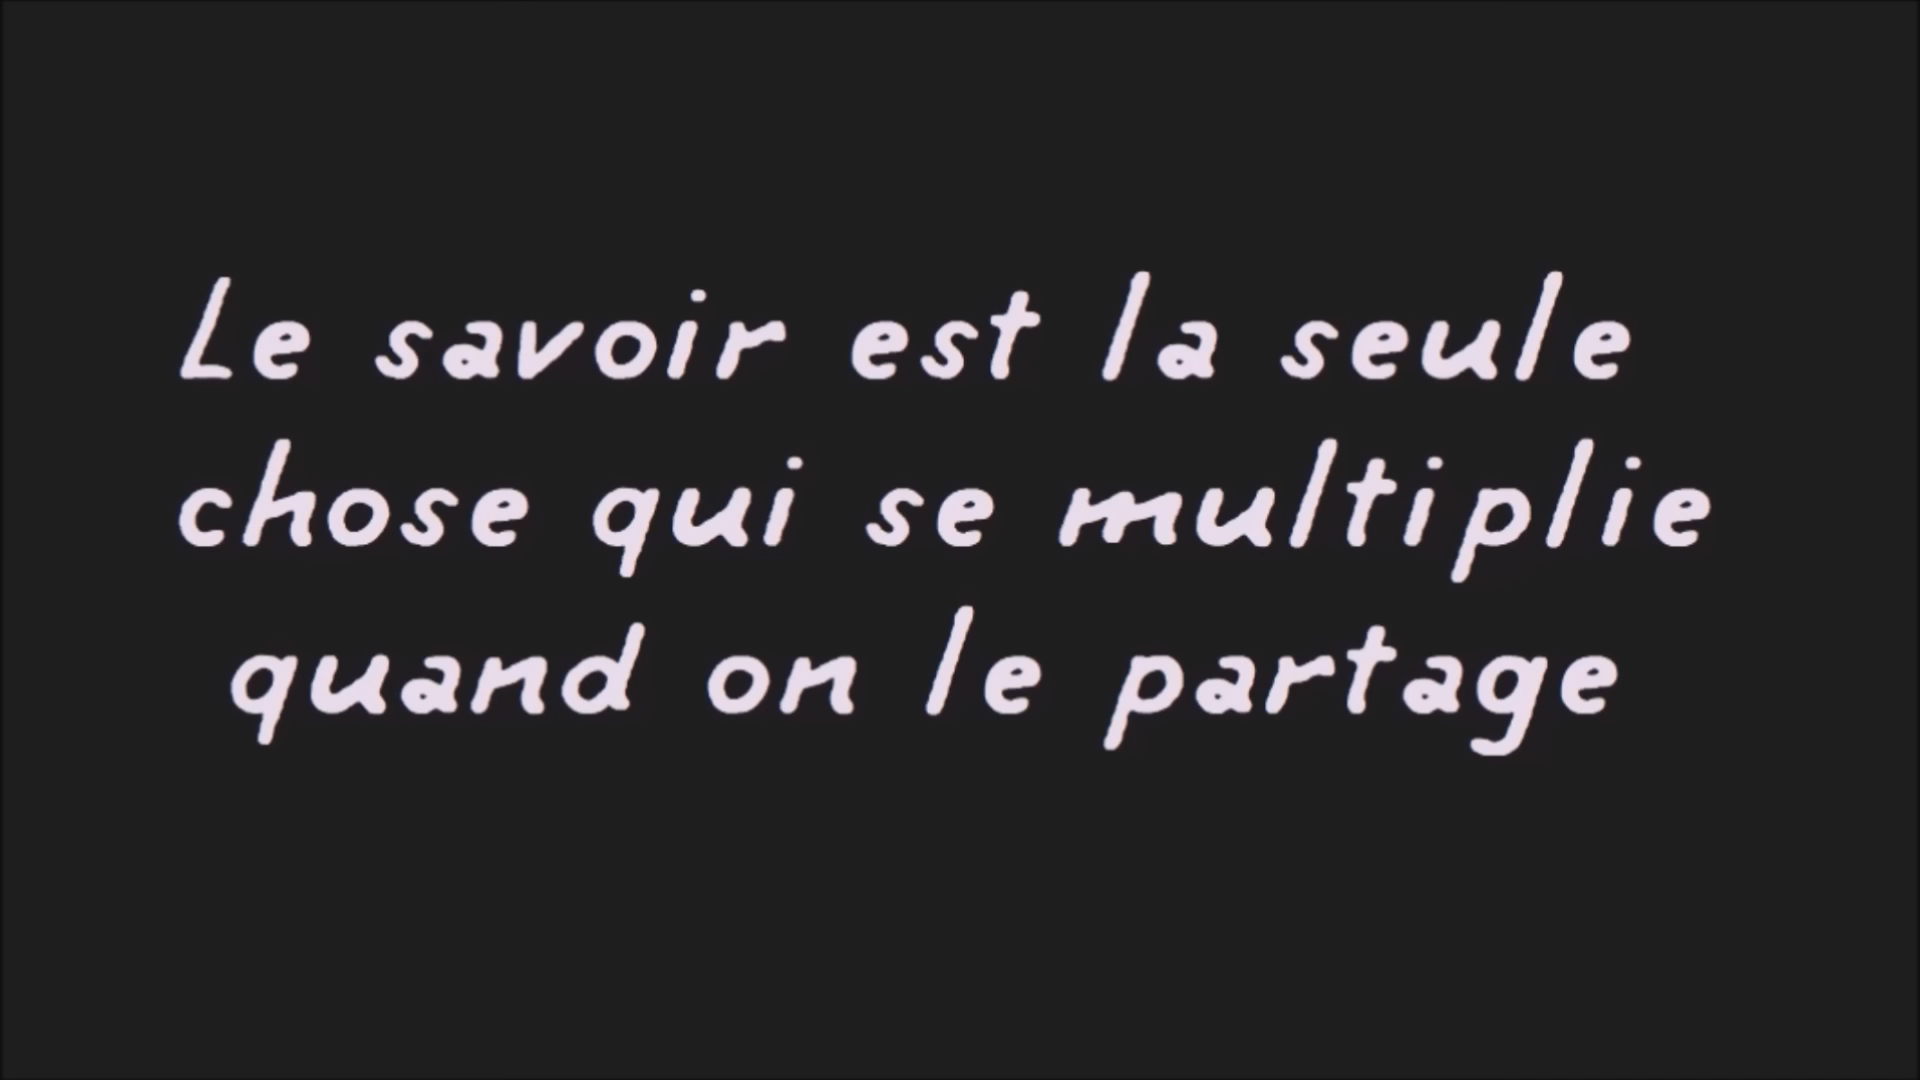 Le savoir est la seule
chose qui se multiplie
quand on le partage